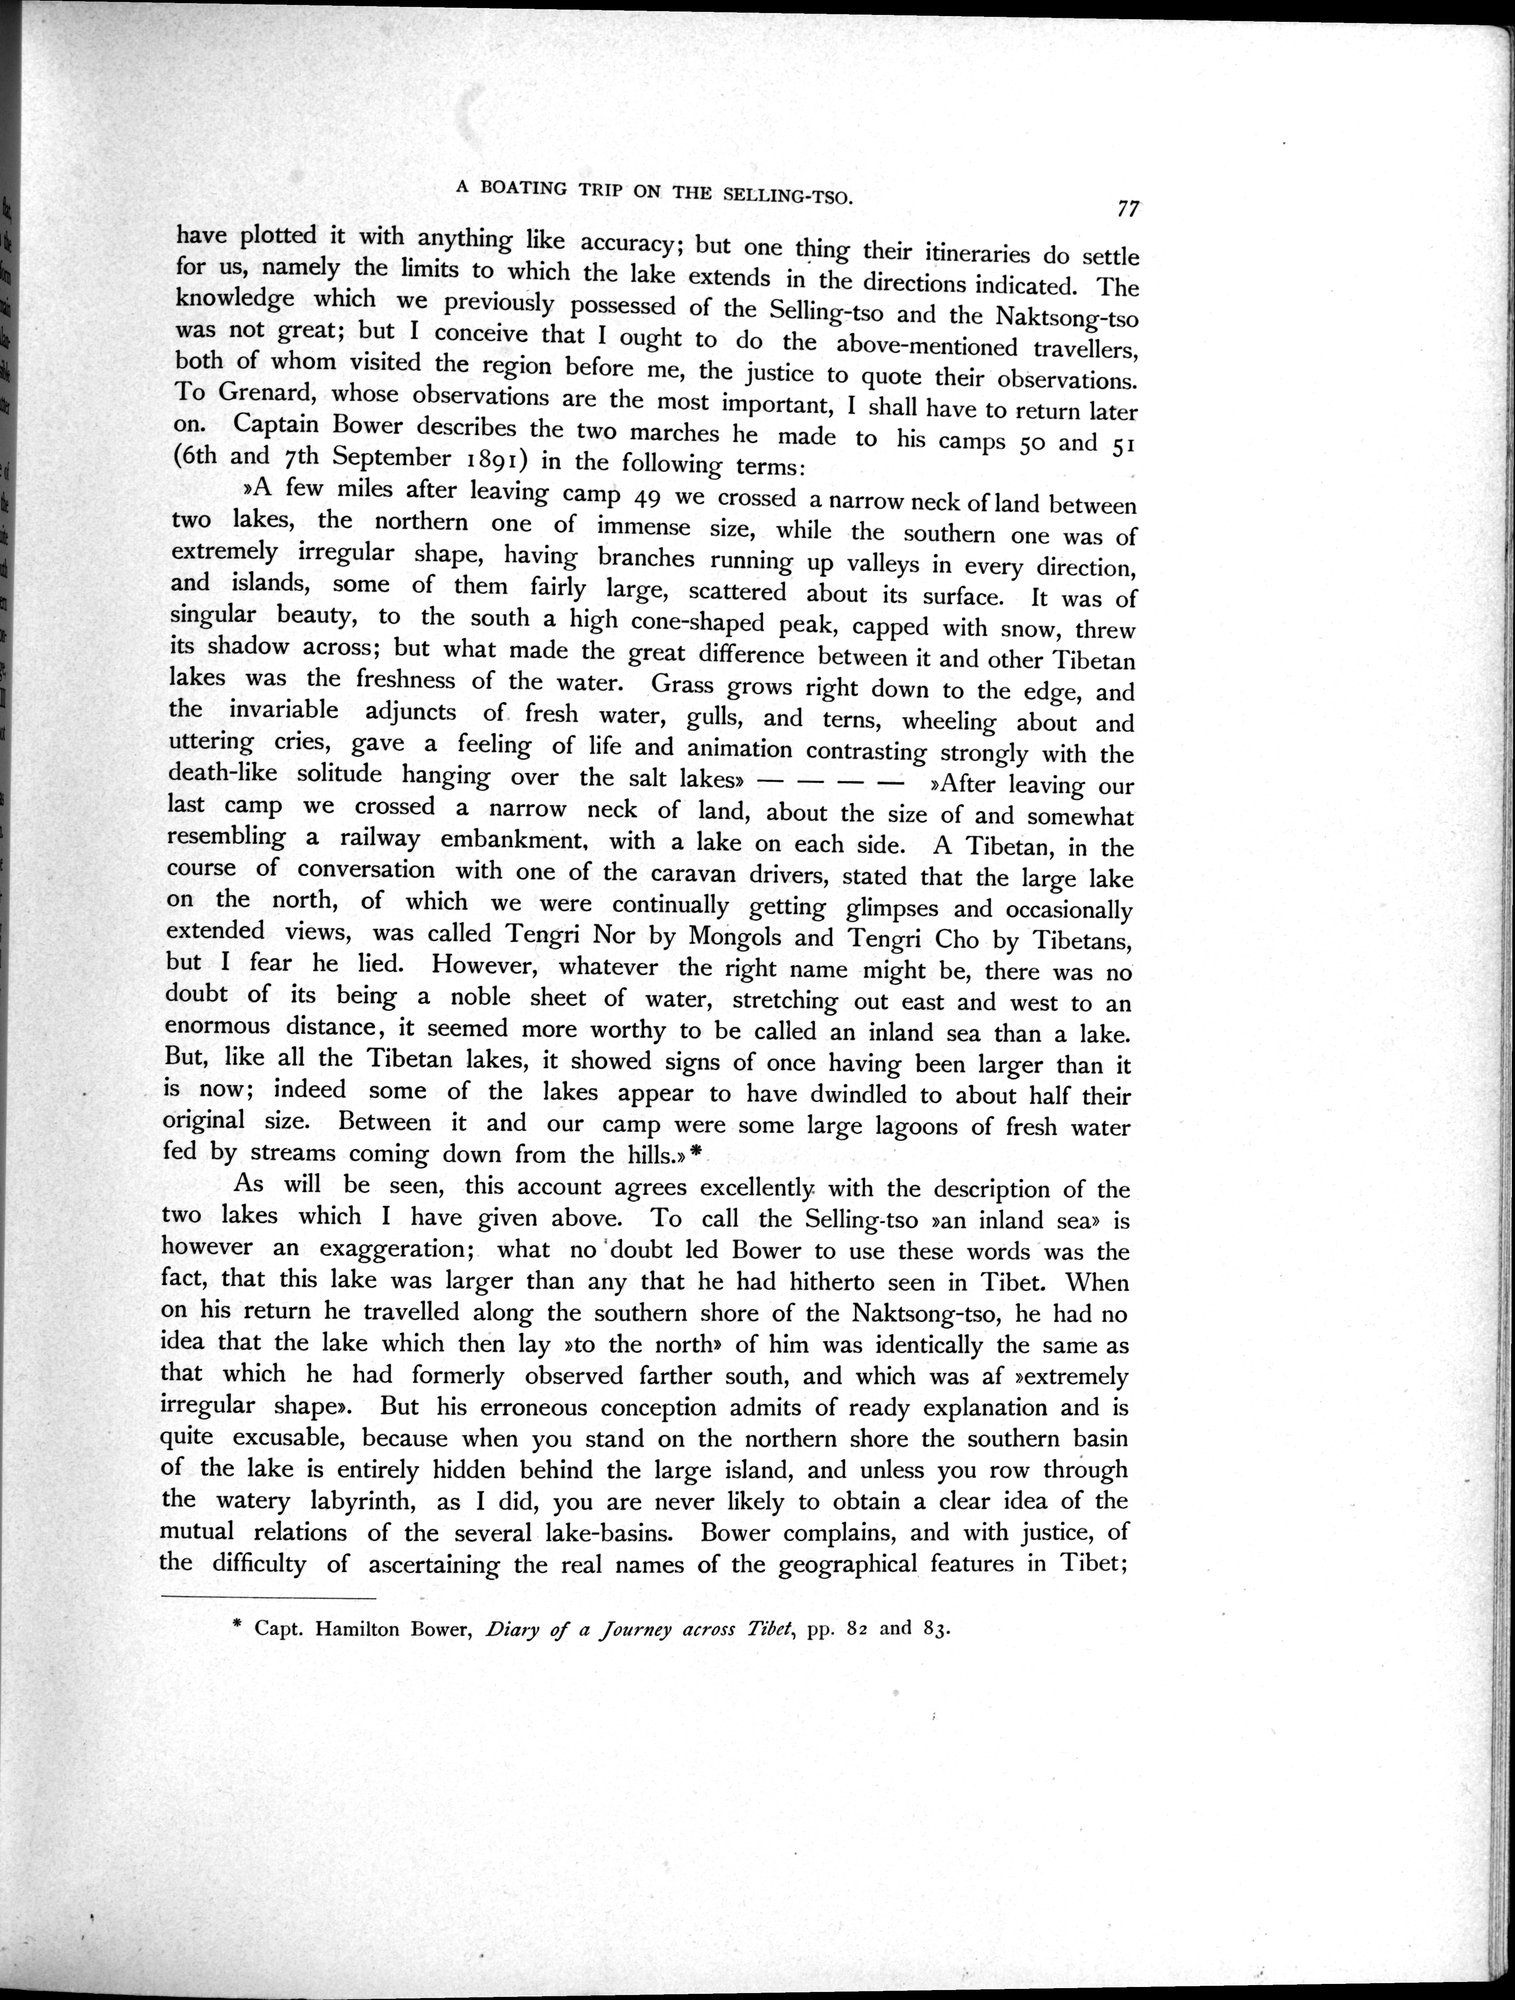 A BOATING TRIP ON THE SELLING-TSO.
77
have plotted it with anything like accuracy; but one thing their itineraries do settle
for us, namely the limits to which the lake extends in the directions indicated. The
knowledge which we previously possessed of the Selling-tso and the Naktsong-tso
was not great; but I conceive that I ought to do the above-mentioned travellers,
both of whom visited the region before me, the justice to quote their observations.
To Grenard, whose observations are the most important, I shall have to return later
on. Captain Bower describes the two marches he made to his camps 50 and 51
(6th and 7th September 1891) in the following terms:
»A few miles after leaving camp 49 we crossed a narrow neck of land between
two lakes, the northern one of immense size, while the southern one was of
extremely irregular shape, having branches running up valleys in every direction,
and islands, some of them fairly large, scattered about its surface. It was of
singular beauty, to the south a high cone-shaped peak, capped with snow, threw
its shadow across; but what made the great difference between it and other Tibetan
lakes was the freshness of the water. Grass grows right down to the edge, and
the invariable adjuncts of fresh water, gulls, and terns, wheeling about and
uttering cries, gave a feeling of life and animation contrasting strongly with the
death-like solitude hanging over the salt lakes» — — — — »After leaving our
last camp we crossed a narrow neck of land, about the size of and somewhat
resembling a railway embankment, with a lake on each side. A Tibetan, in the
course of conversation with one of the caravan drivers, stated that the large lake
on the north, of which we were continually getting glimpses and occasionally
extended views, was called Tengri Nor by Mongols and Tengri Cho by Tibetans,
but I fear he lied. However, whatever the right name might be, there was no
doubt of its being a noble sheet of water, stretching out east and west to an
enormous distance, it seemed more worthy to be called an inland sea than a lake.
But, like all the Tibetan lakes, it showed signs of once having been larger than it
is now; indeed some of the lakes appear to have dwindled to about half their
original size. Between it and our camp were some large lagoons of fresh water
fed by streams coming down from the hills.»*
As will be seen, this account agrees excellently with the description of the
two lakes which I have given above. To call the Selling-tso »an inland sea» is
however an exaggeration; what no doubt led Bower to use these words was the
fact, that this lake was larger than any that he had hitherto seen in Tibet. When
on his return he travelled along the southern shore of the Naktsong-tso, he had no
idea that the lake which then lay »to the north» of him was identically the same as
that which he had formerly observed farther south, and which was af »extremely
irregular shape». But his erroneous conception admits of ready explanation and is
quite excusable, because when you stand on the northern shore the southern basin
of the lake is entirely hidden behind the large island, and unless you row through
the watery labyrinth, as I did, you are never likely to obtain a clear idea of the
mutual relations of the several lake-basins. Bower complains, and with justice, of
the difficulty of ascertaining the real names of the geographical features in Tibet;
* Capt. Hamilton Bower, Diary of a Journey across Tibet, pp. 82 and 83.